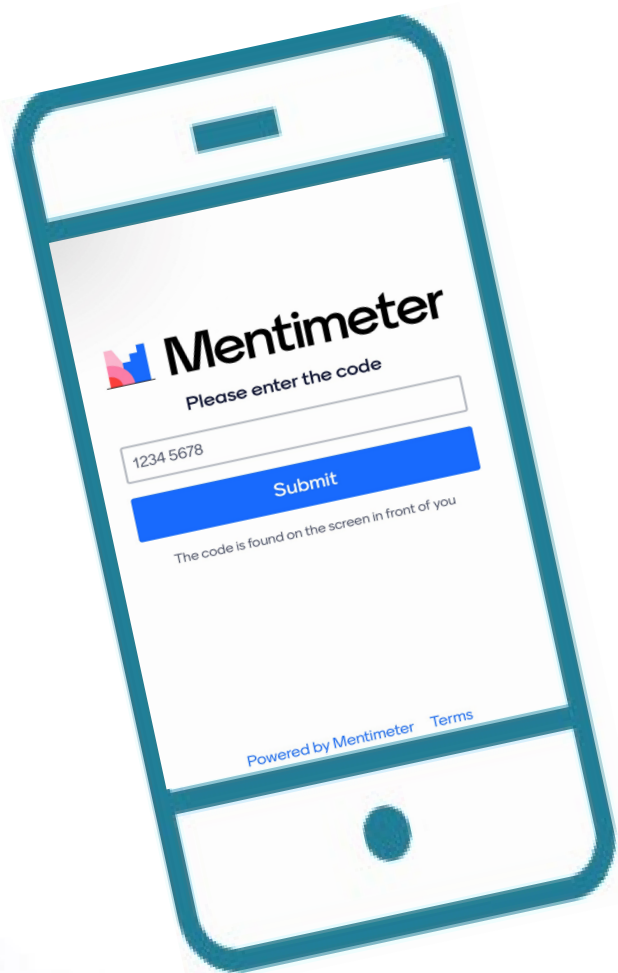 Mentimeter
Please enter the code
1234 5678
Submit
The code is found on the screen in front of you
Powered by Mentimeter Terms